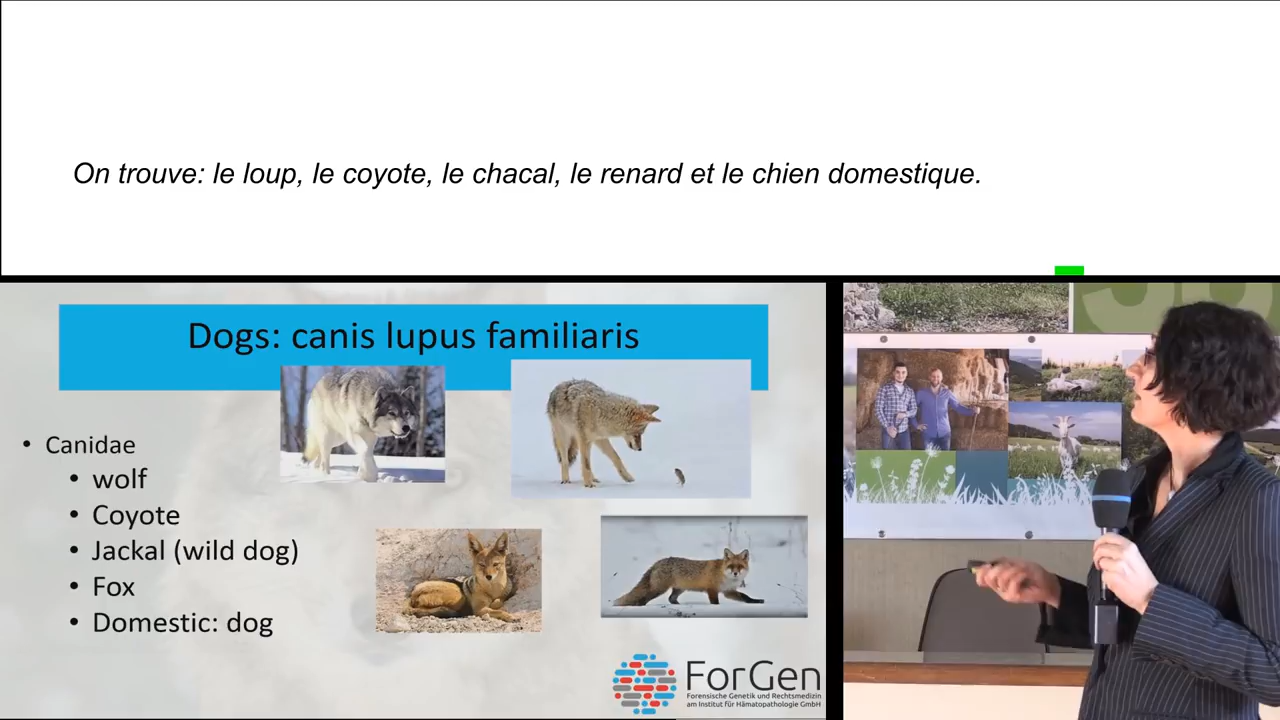 On trouve: le loup, le coyote, le chacal, le renard et le chien domestique.
Dogs: canis lupus familiaris
• Canidae
• wolf
• Coyote
• Jackal (wild dog)
• Fox
• Domestic: dog
ForGen
Forensische Genetik und Rechtsmedizin
am Institut für Hämatopathologie GmbH